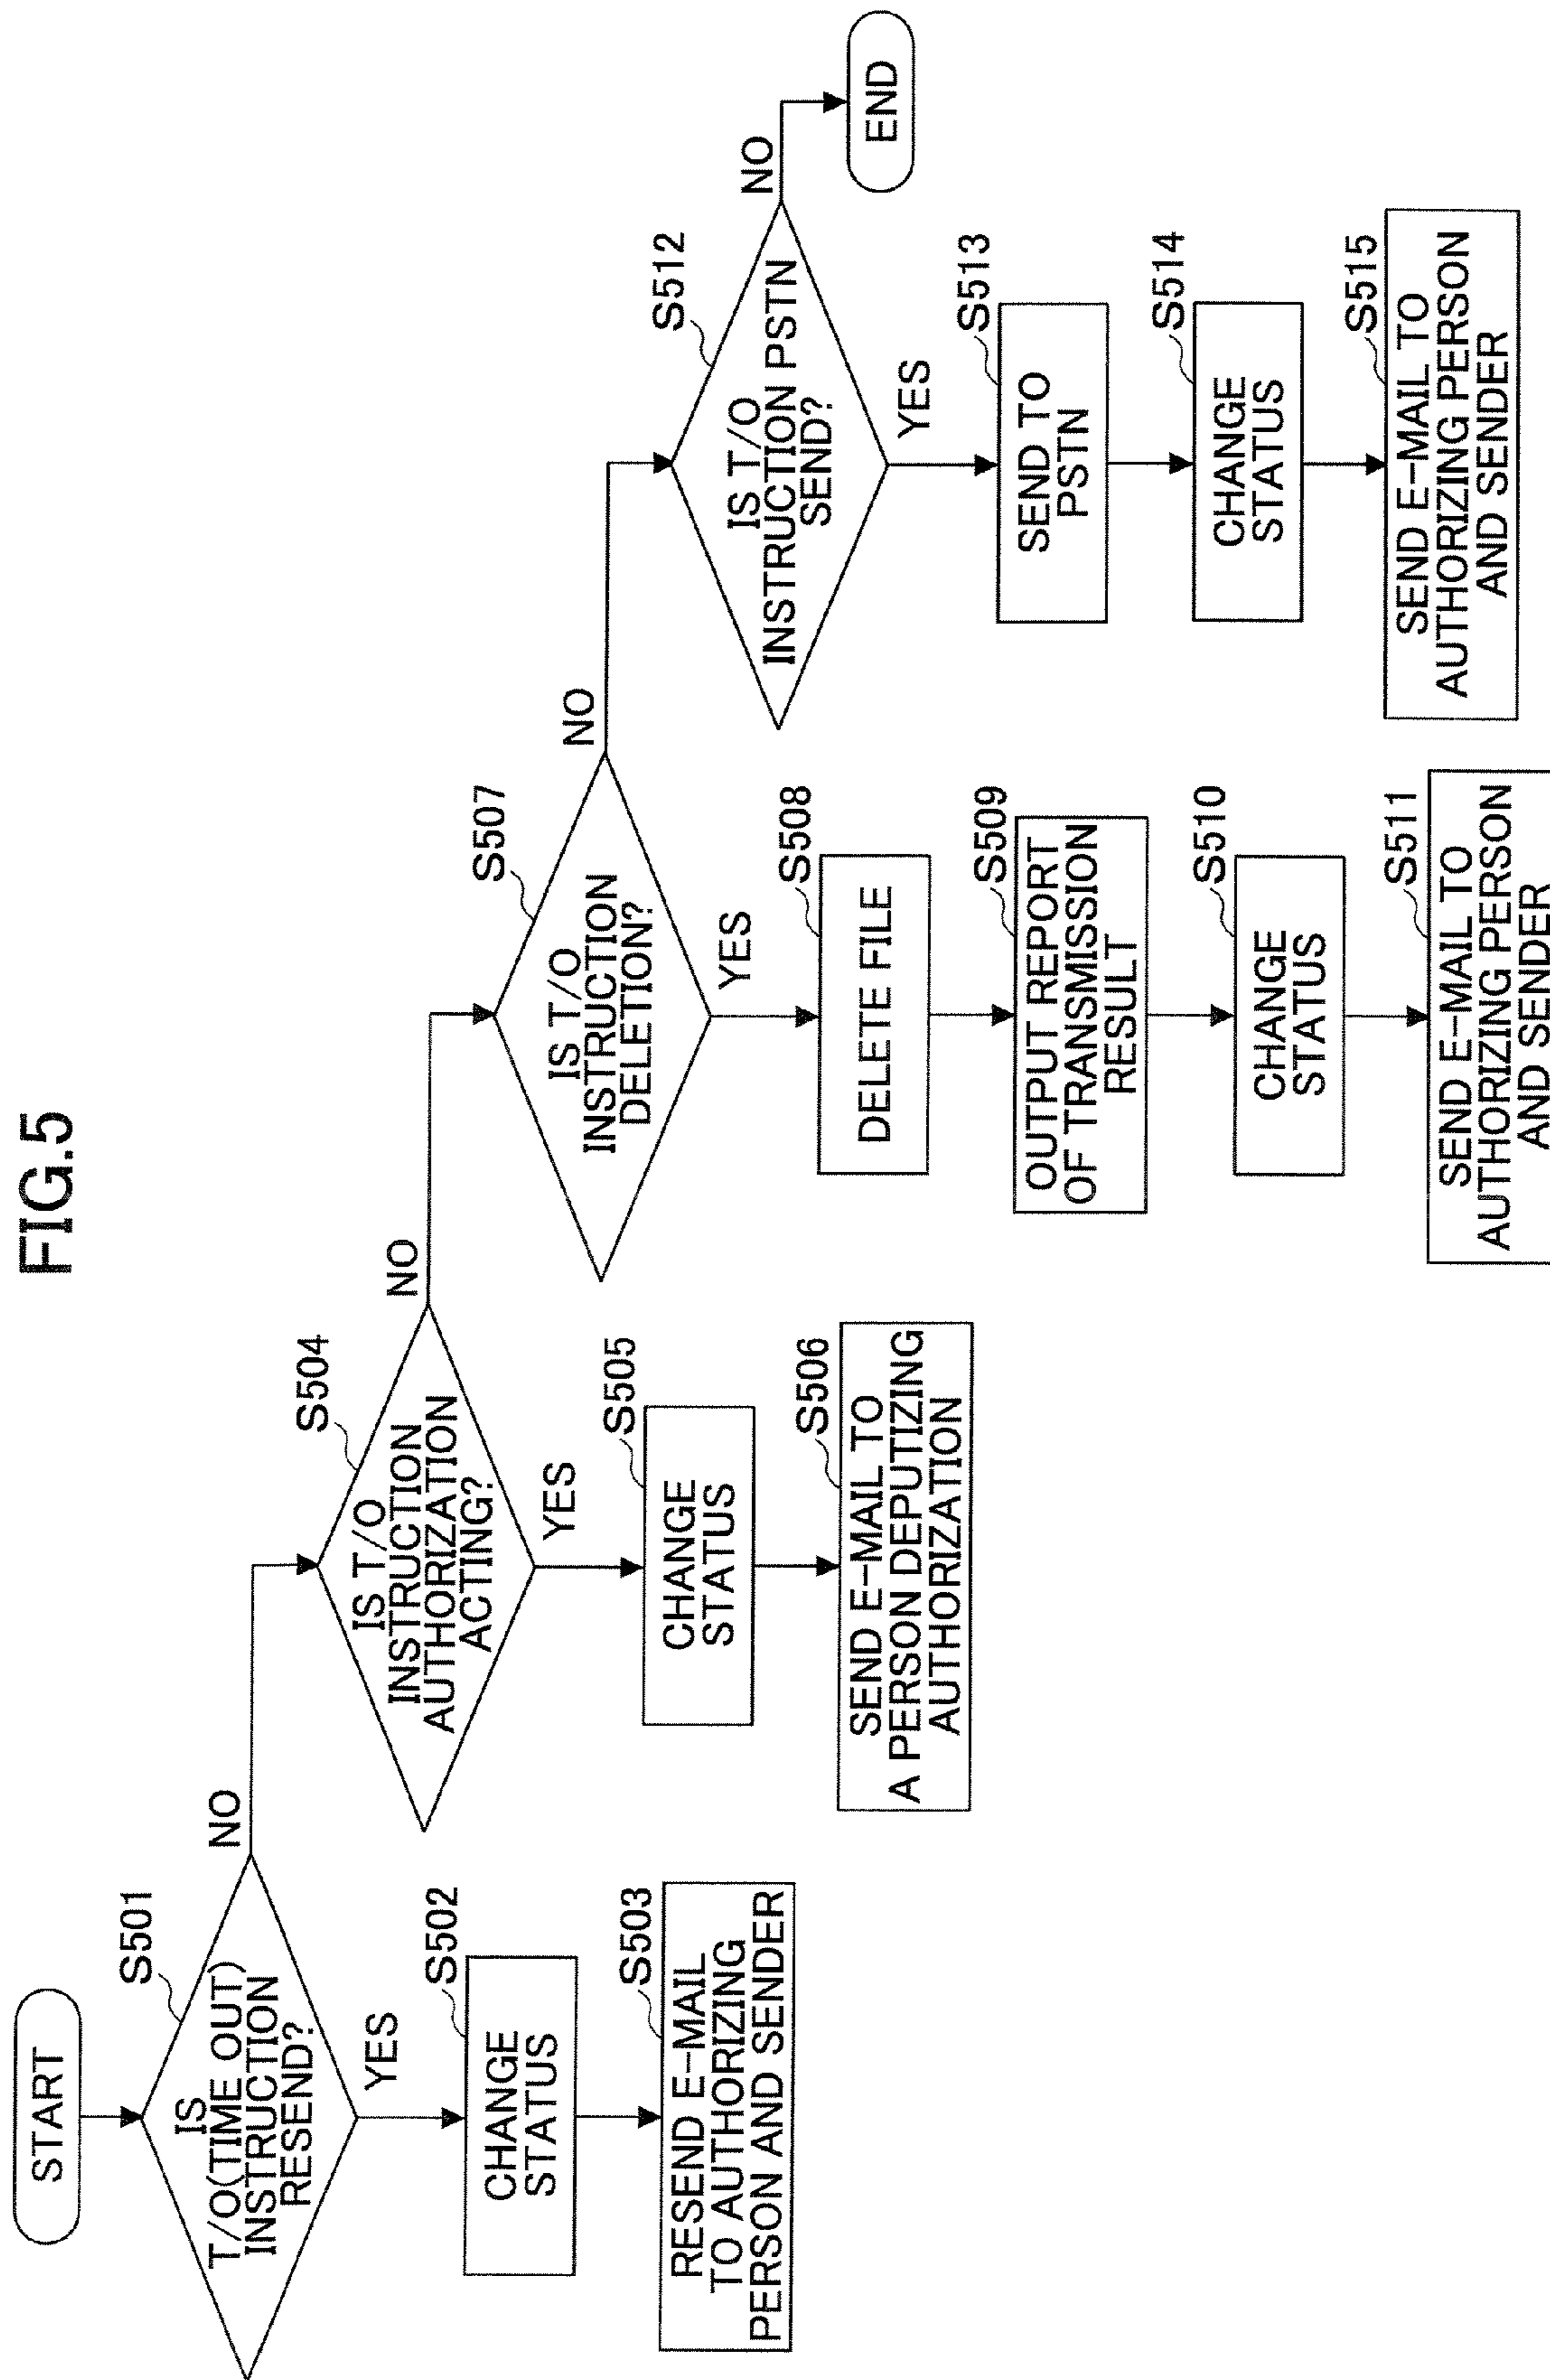 FIG.5
START
S501
IS
T/O(TIME OUT)
INSTRUCTION
RESEND?
NO
YES
S502
CHANGE
STATUS
S503
RESEND E-MAIL
TO AUTHORIZING
PERSON AND SENDER
S504
IS T/O
INSTRUCTION
AUTHORIZATION
ACTING?
NO
YES
S505
CHANGE
STATUS
S506
SEND E-MAIL TO
A PERSON DEPUTIZING
AUTHORIZATION
S507
IS T/O
INSTRUCTION
DELETION?
NO
YES
S508
DELETE FILE
S509
OUTPUT REPORT
OF TRANSMISSION
RESULT
S510
CHANGE
STATUS
S511
SEND E-MAIL TO
AUTHORIZING PERSON
AND SENDER
S512
IS T/O
INSTRUCTION PSTN
SEND?
NO
END
YES
S513
SEND TO
PSTN
S514
CHANGE
STATUS
S515
SEND E-MAIL TO
AUTHORIZING PERSON
AND SENDER